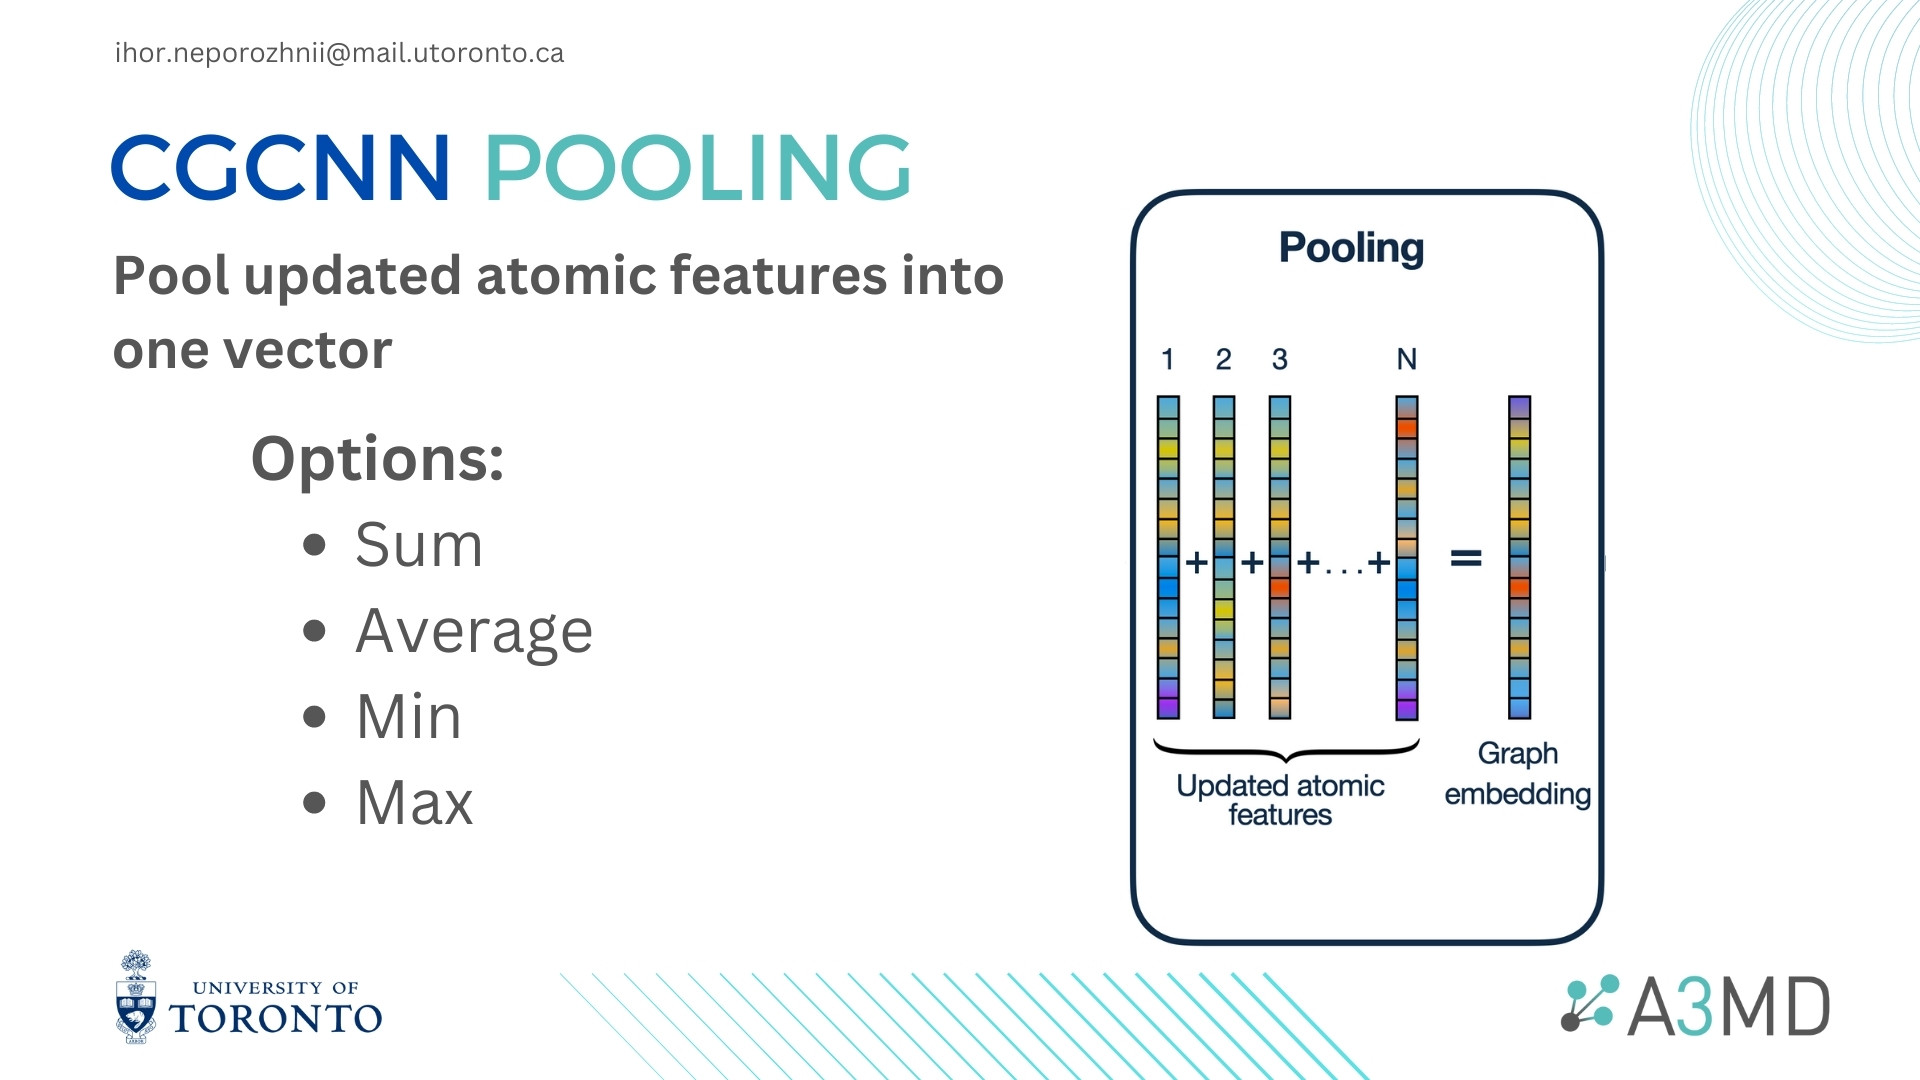 ihor.neporozhnii@mail.utoronto.ca
CGCNN POOLING
Pool updated atomic features into
one vector
Options:
• Sum
• Average
• Min
• Max
Pooling
1 2 3 N
+ + +...+ =
Updated atomic
features
Graph
embedding
UNIVERSITY OF
TORONTO
A3MD